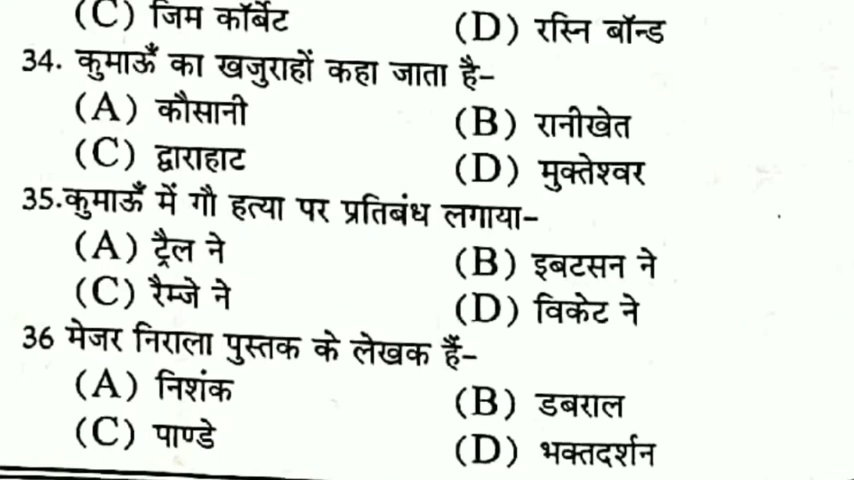 (C) जिम कॉर्बेट (D) रस्नि बॉन्ड
34. कुमाऊँ का खजुराहों कहा जाता है-
(A) कौसानी (B) रानीखेत
(C) द्वाराहाट (D) मुक्तेश्वर
35.कुमाऊँ में गौ हत्या पर प्रतिबंध लगाया-
(A) ट्रैल ने (B) इबटसन ने
(C) रैम्जे ने (D) विकेट ने
36 मेजर निराला पुस्तक के लेखक हैं-
(A) निशंक (B) डबराल
(C) पाण्डे (D) भक्तदर्शन